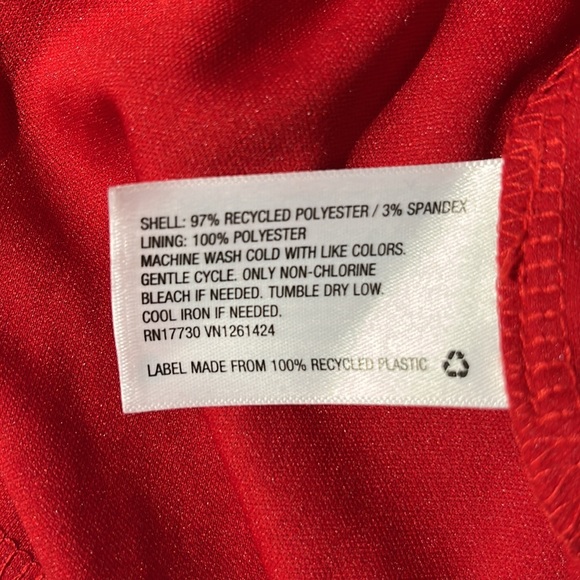 SHELL: 97% RECYCLED POLYESTER / 3% SPANDEX
LINING: 100% POLYESTER
MACHINE WASH COLD WITH LIKE COLORS.
GENTLE CYCLE. ONLY NON-CHLORINE
BLEACH IF NEEDED. TUMBLE DRY LOW.
COOL IRON IF NEEDED.
RN17730 VN1261424
LABEL MADE FROM 100% RECYCLED PLASTIC